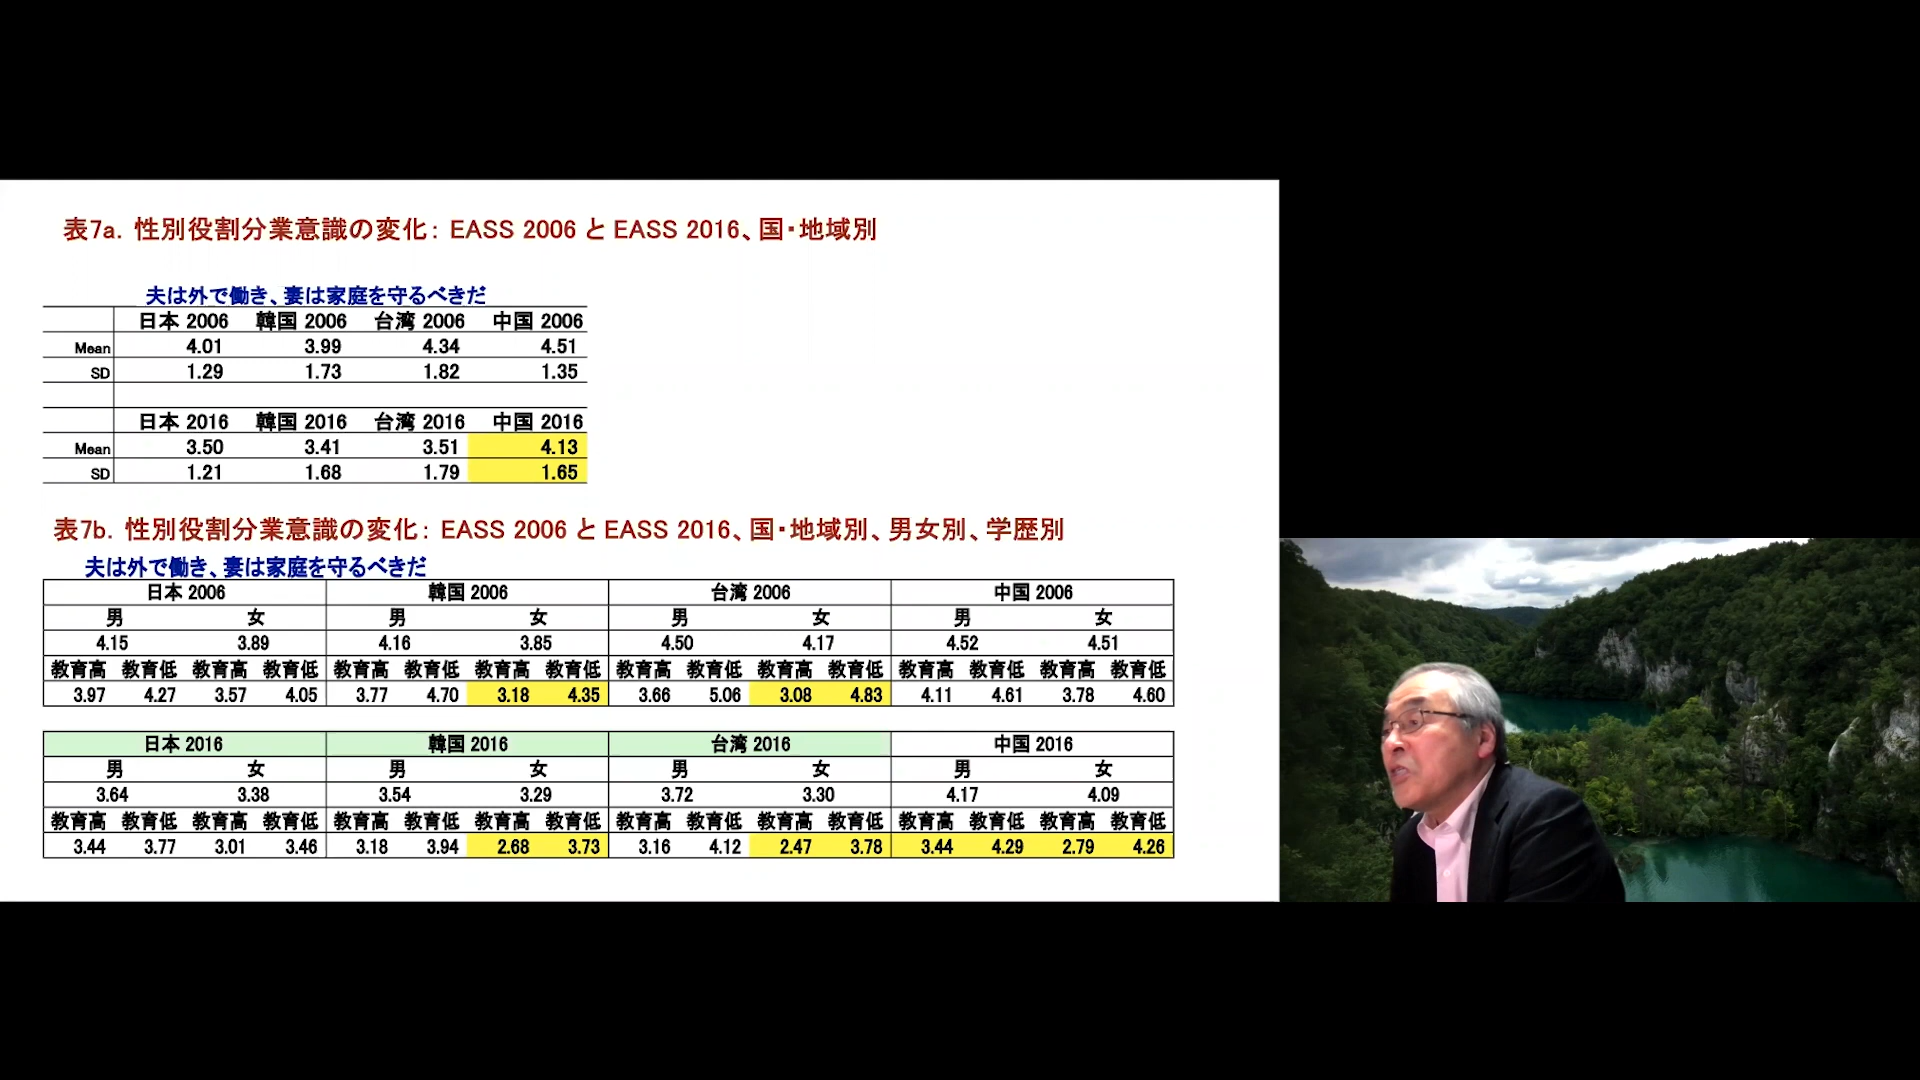 表7a. 性別役割分業意識の変化: EASS 2006 と EASS 2016、国・地域別
夫は外で働き、妻は家庭を守るべきだ
日本 2006 韓国 2006 台湾 2006 中国 2006
Mean 4.01 3.99 4.34 4.51
SD 1.29 1.73 1.82 1.35
日本 2016 韓国 2016 台湾 2016 中国 2016
Mean 3.50 3.41 3.51 4.13
SD 1.21 1.68 1.79 1.65
表7b. 性別役割分業意識の変化: EASS 2006 と EASS 2016、国・地域別、男女別、学歴別
夫は外で働き、妻は家庭を守るべきだ
日本 2006 韓国 2006 台湾 2006 中国 2006
男 女 男 女 男 女 男 女
4.15 3.89 4.16 3.85 4.50 4.17 4.52 4.51
教育高 教育低 教育高 教育低 教育高 教育低 教育高 教育低 教育高 教育低 教育高 教育低 教育高 教育低 教育高 教育低
3.97 4.27 3.57 4.05 3.77 4.70 3.18 4.35 3.66 5.06 3.08 4.83 4.11 4.61 3.78 4.60
日本 2016 韓国 2016 台湾 2016 中国 2016
男 女 男 女 男 女 男 女
3.64 3.38 3.54 3.29 3.72 3.30 4.17 4.09
教育高 教育低 教育高 教育低 教育高 教育低 教育高 教育低 教育高 教育低 教育高 教育低 教育高 教育低 教育高 教育低
3.44 3.77 3.01 3.46 3.18 3.94 2.68 3.73 3.16 4.12 2.47 3.78 3.44 4.29 2.79 4.26